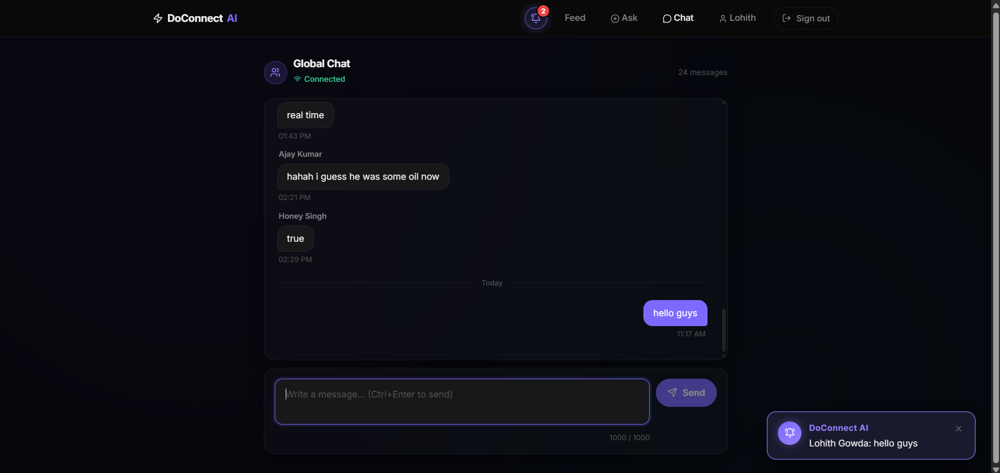 DoConnect AI
2
Feed
Ask
Chat
Lohith
Sign out
Global Chat
Connected
24 messages
real time
01:43 PM
Ajay Kumar
hahah i guess he was some oil now
02:21 PM
Honey Singh
true
02:29 PM
Today
hello guys
11:17 AM
Write a message... (Ctrl+Enter to send)
Send
1000 / 1000
DoConnect AI
Lohith Gowda: hello guys